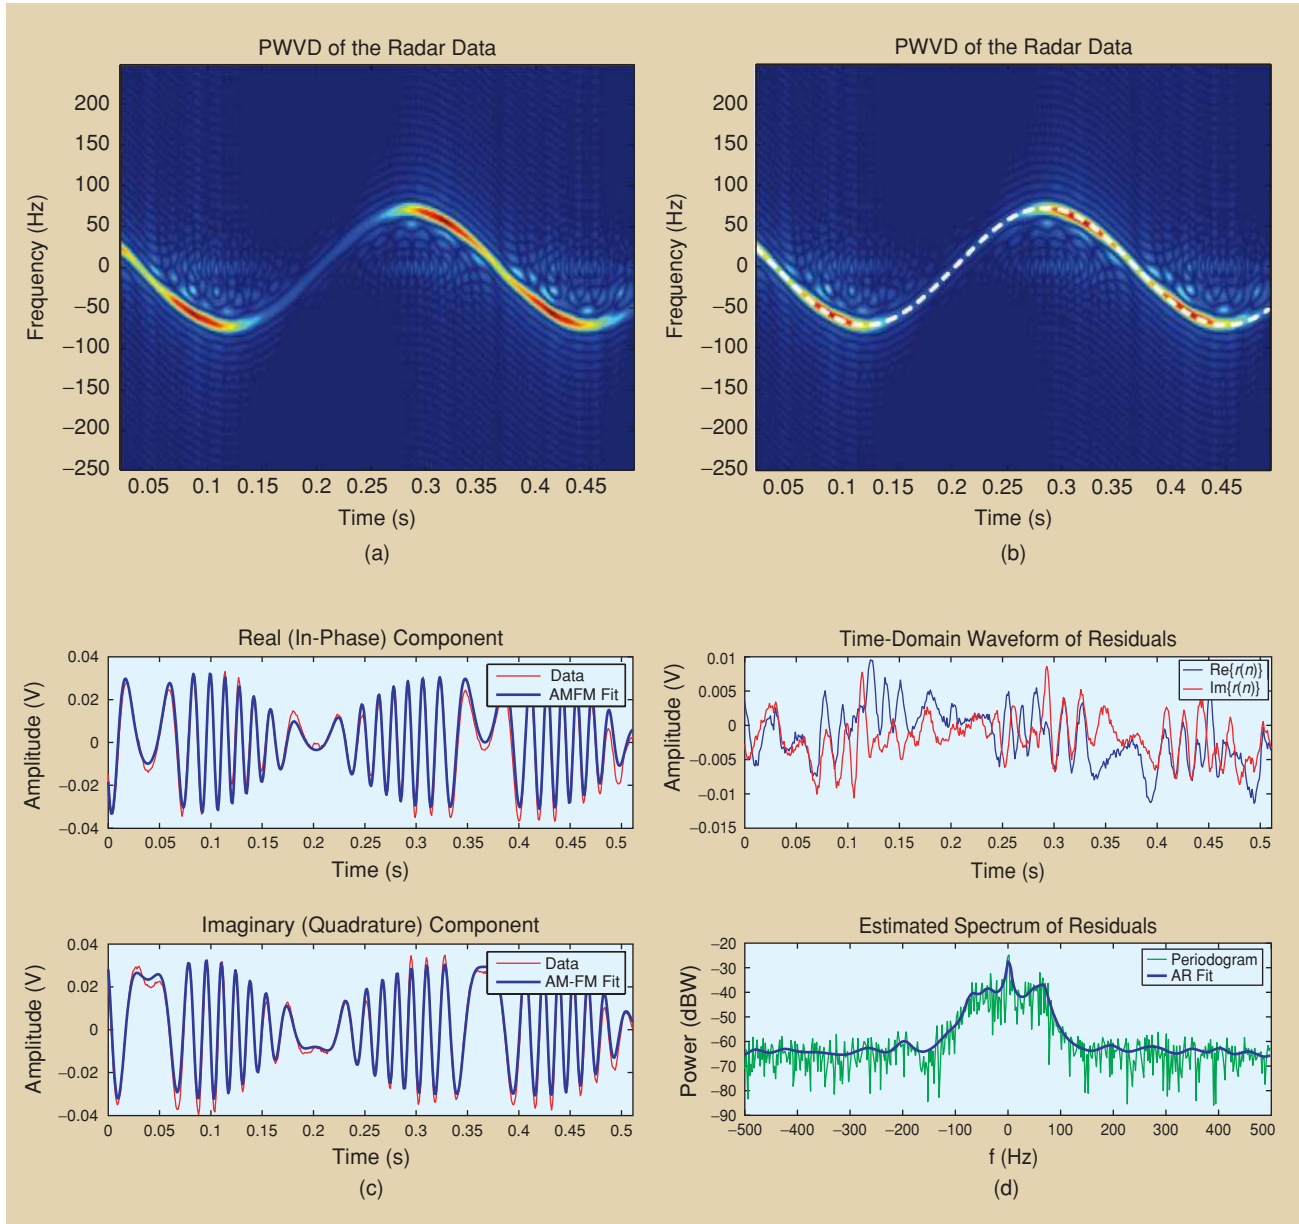 PWVD of the Radar Data
Frequency (Hz)
200
150
100
50
0
−50
−100
−150
−200
−250
0.05 0.1 0.15 0.2 0.25 0.3 0.35 0.4 0.45
Time (s)
(a)
PWVD of the Radar Data
Frequency (Hz)
200
150
100
50
0
−50
−100
−150
−200
−250
0.05 0.1 0.15 0.2 0.25 0.3 0.35 0.4 0.45
Time (s)
(b)
Real (In-Phase) Component
Amplitude (V)
0.04
0.02
0
−0.02
−0.04
Data
AMFM Fit
0 0.05 0.1 0.15 0.2 0.25 0.3 0.35 0.4 0.45 0.5
Time (s)
Imaginary (Quadrature) Component
Amplitude (V)
0.04
0.02
0
−0.02
−0.04
Data
AM-FM Fit
0 0.05 0.1 0.15 0.2 0.25 0.3 0.35 0.4 0.45 0.5
Time (s)
(c)
Time-Domain Waveform of Residuals
Amplitude (V)
0.01
0.005
0
−0.005
−0.01
−0.015
Re{r(n)}
Im{r(n)}
0 0.05 0.1 0.15 0.2 0.25 0.3 0.35 0.4 0.45 0.5
Time (s)
Estimated Spectrum of Residuals
Power (dBW)
−20
−30
−40
−50
−60
−70
−80
−90
Periodogram
AR Fit
−500 −400 −300 −200 −100 0 100 200 300 400 500
f (Hz)
(d)